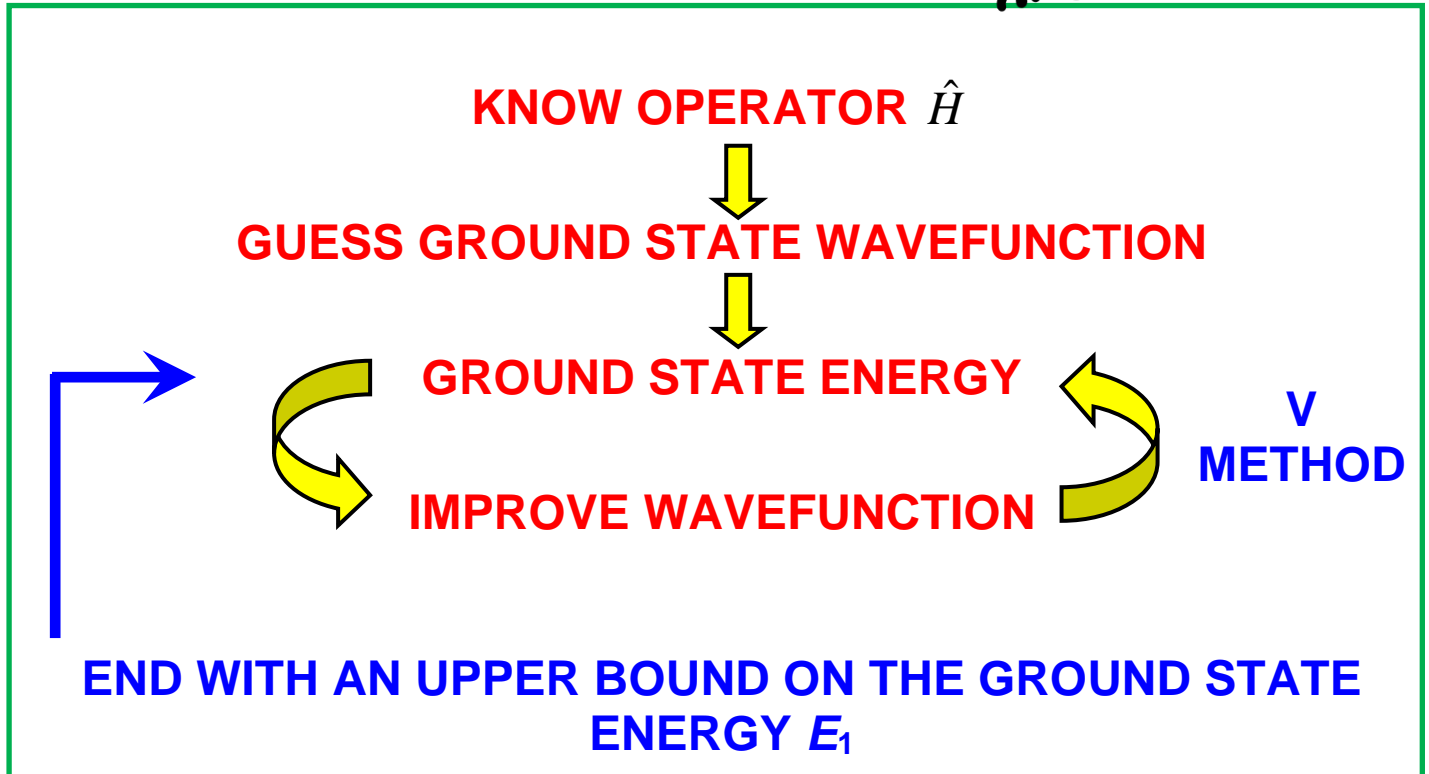 KNOW OPERATOR Ĥ
GUESS GROUND STATE WAVEFUNCTION
GROUND STATE ENERGY
V
METHOD
IMPROVE WAVEFUNCTION
END WITH AN UPPER BOUND ON THE GROUND STATE
ENERGY E₁